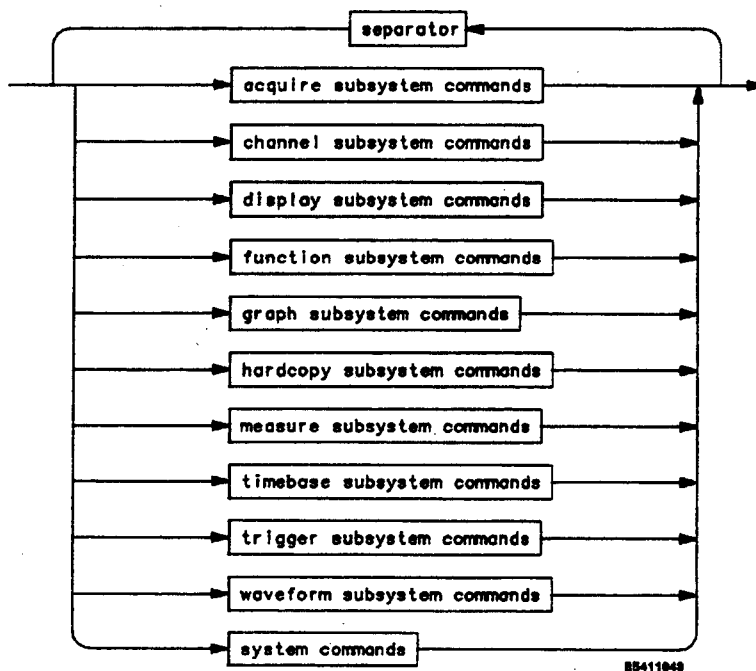 separator
acquire subsystem commands
channel subsystem commands
display subsystem commands
function subsystem commands
graph subsystem commands
hardcopy subsystem commands
measure subsystem commands
timebase subsystem commands
trigger subsystem commands
waveform subsystem commands
system commands